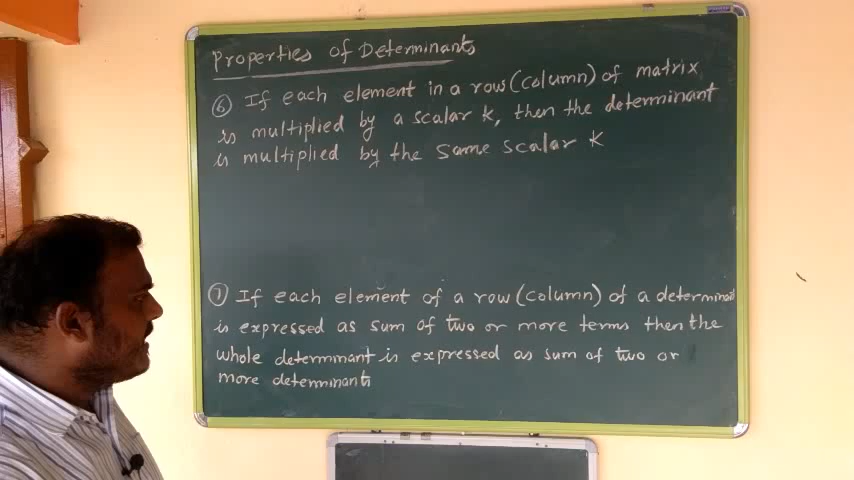 Properties of Determinants
⑥ If each element in a row (column) of matrix
is multiplied by a scalar k, then the determinant
is multiplied by the same scalar K
⑦ If each element of a row (column) of a determinant
is expressed as sum of two or more terms then the
whole determinant is expressed as sum of two or
more determinants